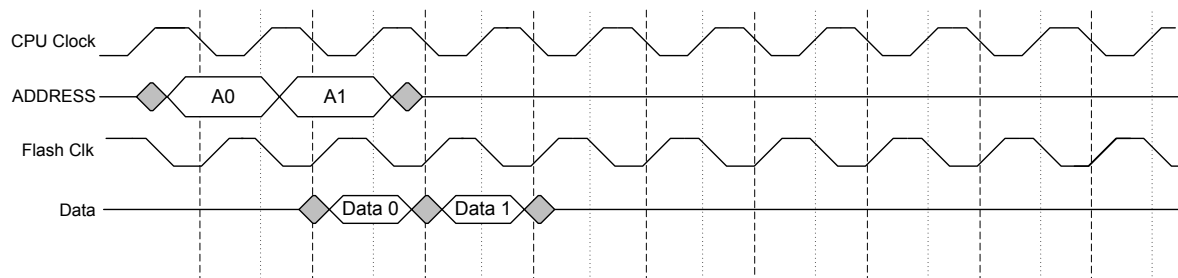 CPU Clock
ADDRESS
A0
A1
Flash Clk
Data
Data 0
Data 1